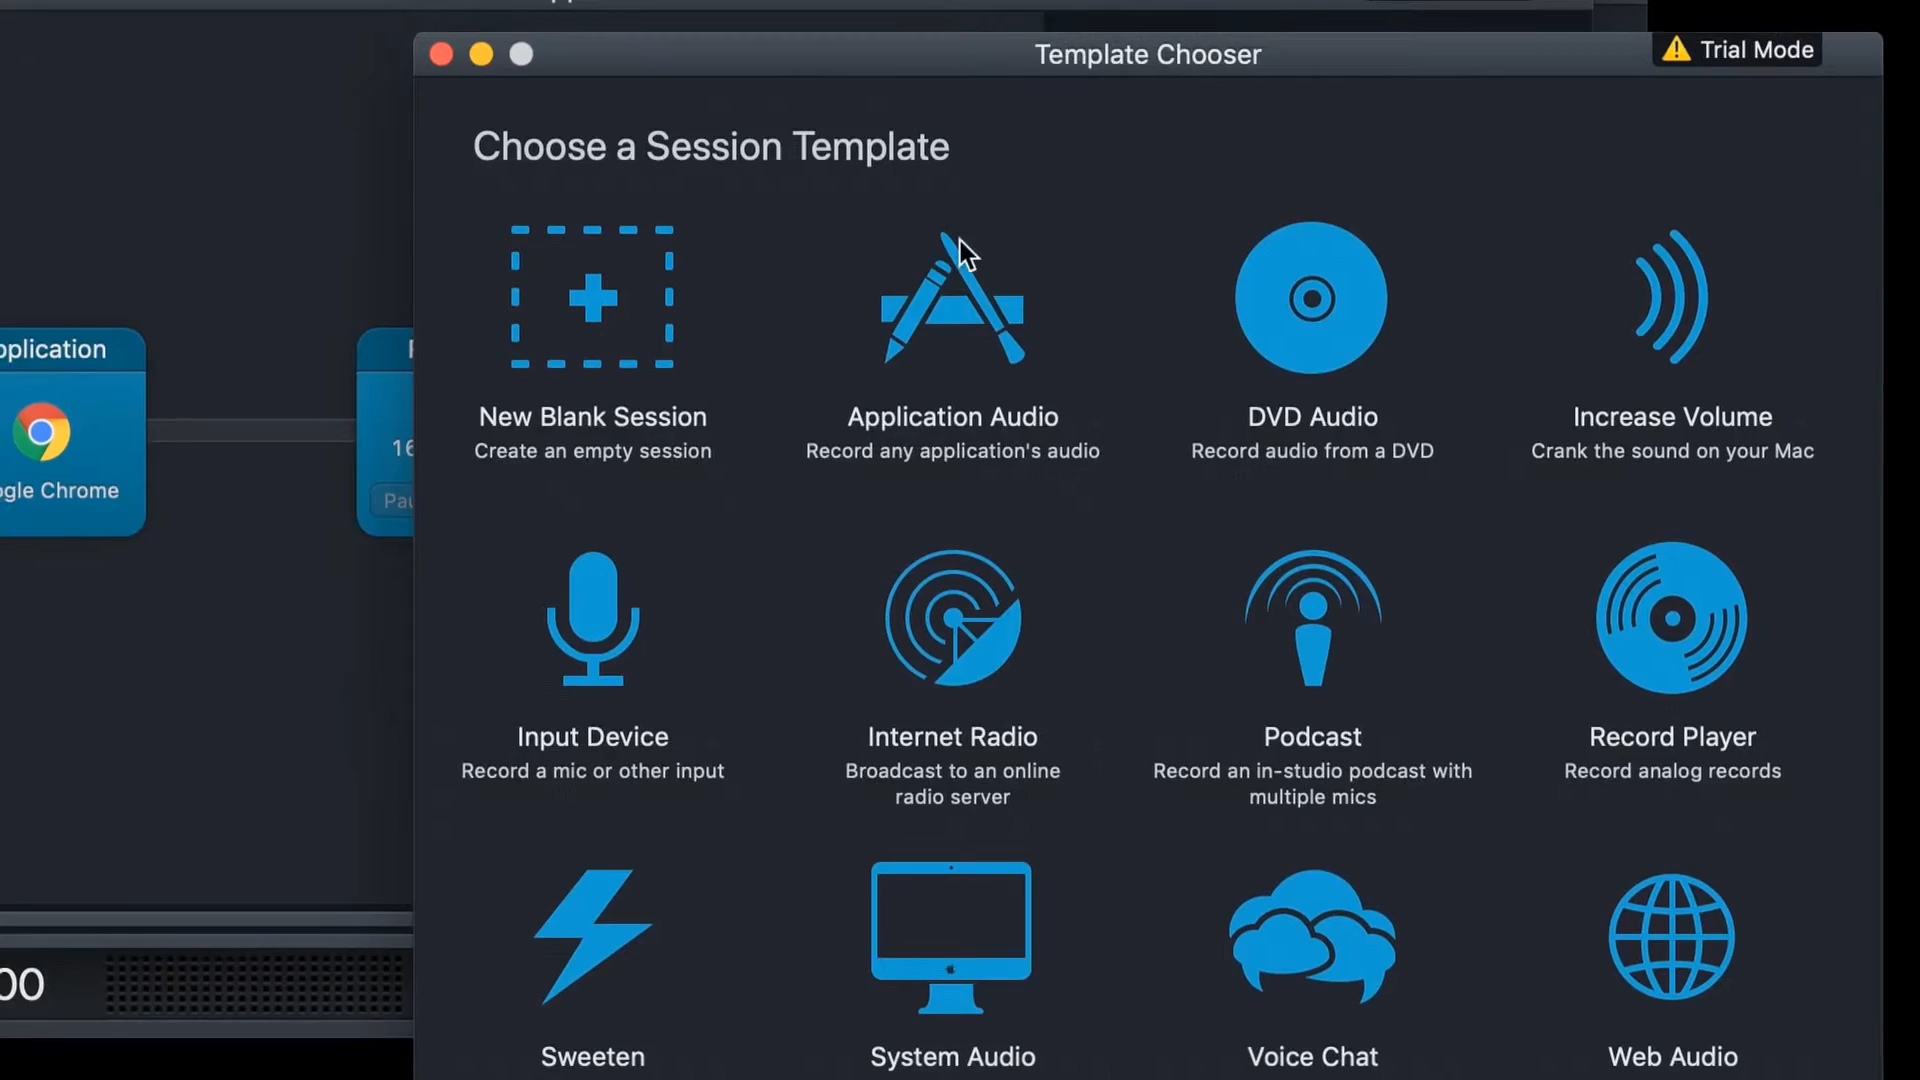 Template Chooser
Trial Mode
Choose a Session Template
New Blank Session
Create an empty session
Application Audio
Record any application's audio
DVD Audio
Record audio from a DVD
Increase Volume
Crank the sound on your Mac
pplication
ogle Chrome
16
Pau
Input Device
Record a mic or other input
Internet Radio
Broadcast to an online
radio server
Podcast
Record an in-studio podcast with
multiple mics
Record Player
Record analog records
00
Sweeten
System Audio
Voice Chat
Web Audio